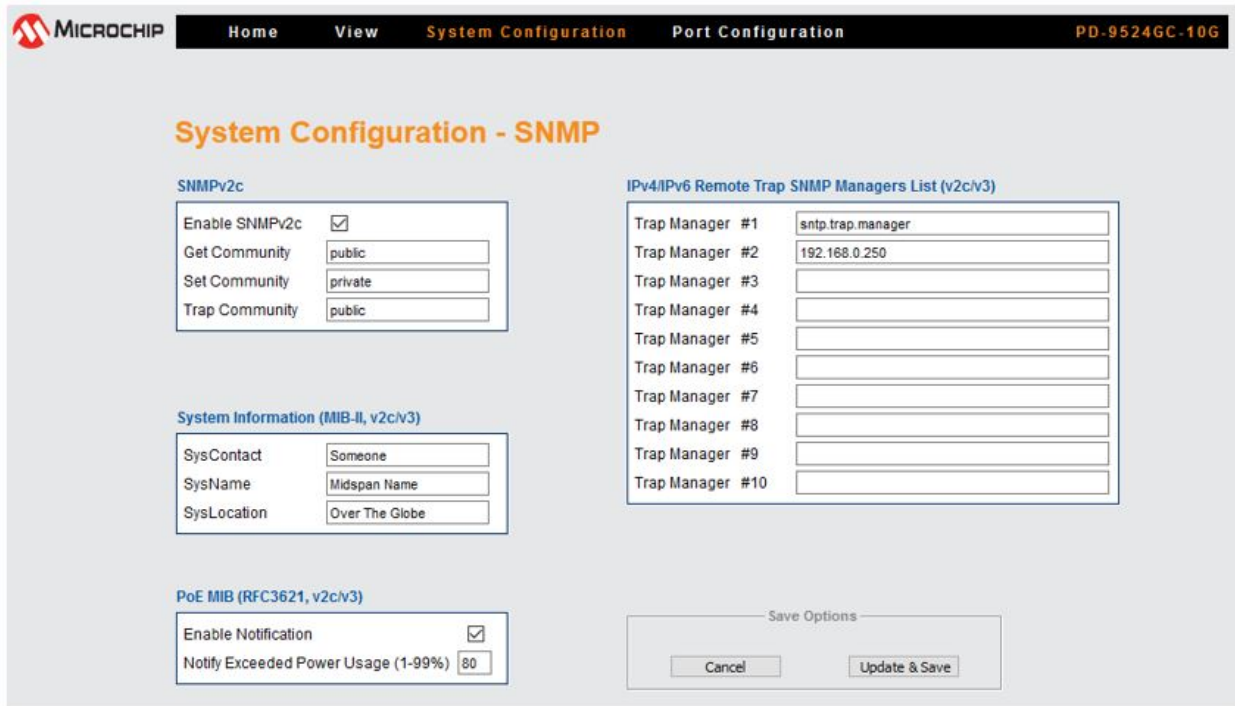 MICROCHIP Home View System Configuration Port Configuration PD-9524GC-10G
System Configuration - SNMP
SNMPv2c
Enable SNMPv2c
Get Community public
Set Community private
Trap Community public
System Information (MIB-II, v2c/v3)
SysContact Someone
SysName Midspan Name
SysLocation Over The Globe
PoE MIB (RFC3621, v2c/v3)
Enable Notification
Notify Exceeded Power Usage (1-99%) 80
IPv4/IPv6 Remote Trap SNMP Managers List (v2c/v3)
Trap Manager #1 sntp.trap.manager
Trap Manager #2 192.168.0.250
Trap Manager #3
Trap Manager #4
Trap Manager #5
Trap Manager #6
Trap Manager #7
Trap Manager #8
Trap Manager #9
Trap Manager #10
Save Options
Cancel Update & Save